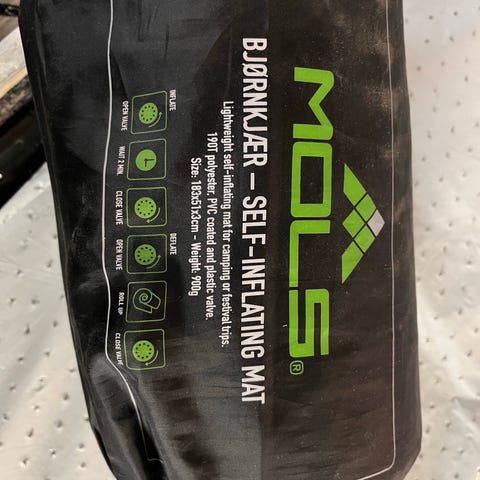 MOLS®
BJØRNKJÆR – SELF-INFLATING MAT
Lightweight self-inflating mat for camping or festival trips.
190T polyester, PVC coated and plastic valve.
Size: 183x51x3cm – Weight: 900g
INFLATE
OPEN VALVE
WAIT 2 MIN
CLOSE VALVE
DEFLATE
OPEN VALVE
ROLL UP
CLOSE VALVE